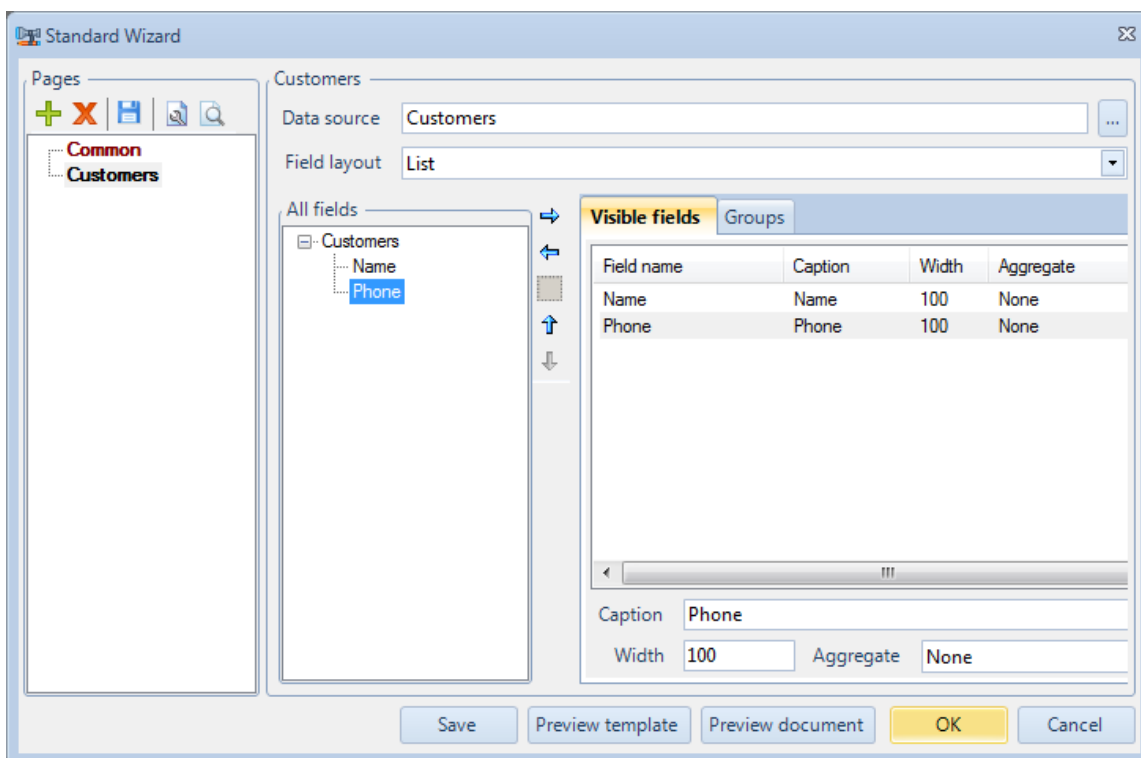 Standard Wizard
Pages
Common
Customers
Customers
Data source Customers ...
Field layout List
All fields
Customers
Name
Phone
Visible fields Groups
Field name Caption Width Aggregate
Name Name 100 None
Phone Phone 100 None
Caption Phone
Width 100 Aggregate None
Save Preview template Preview document OK Cancel